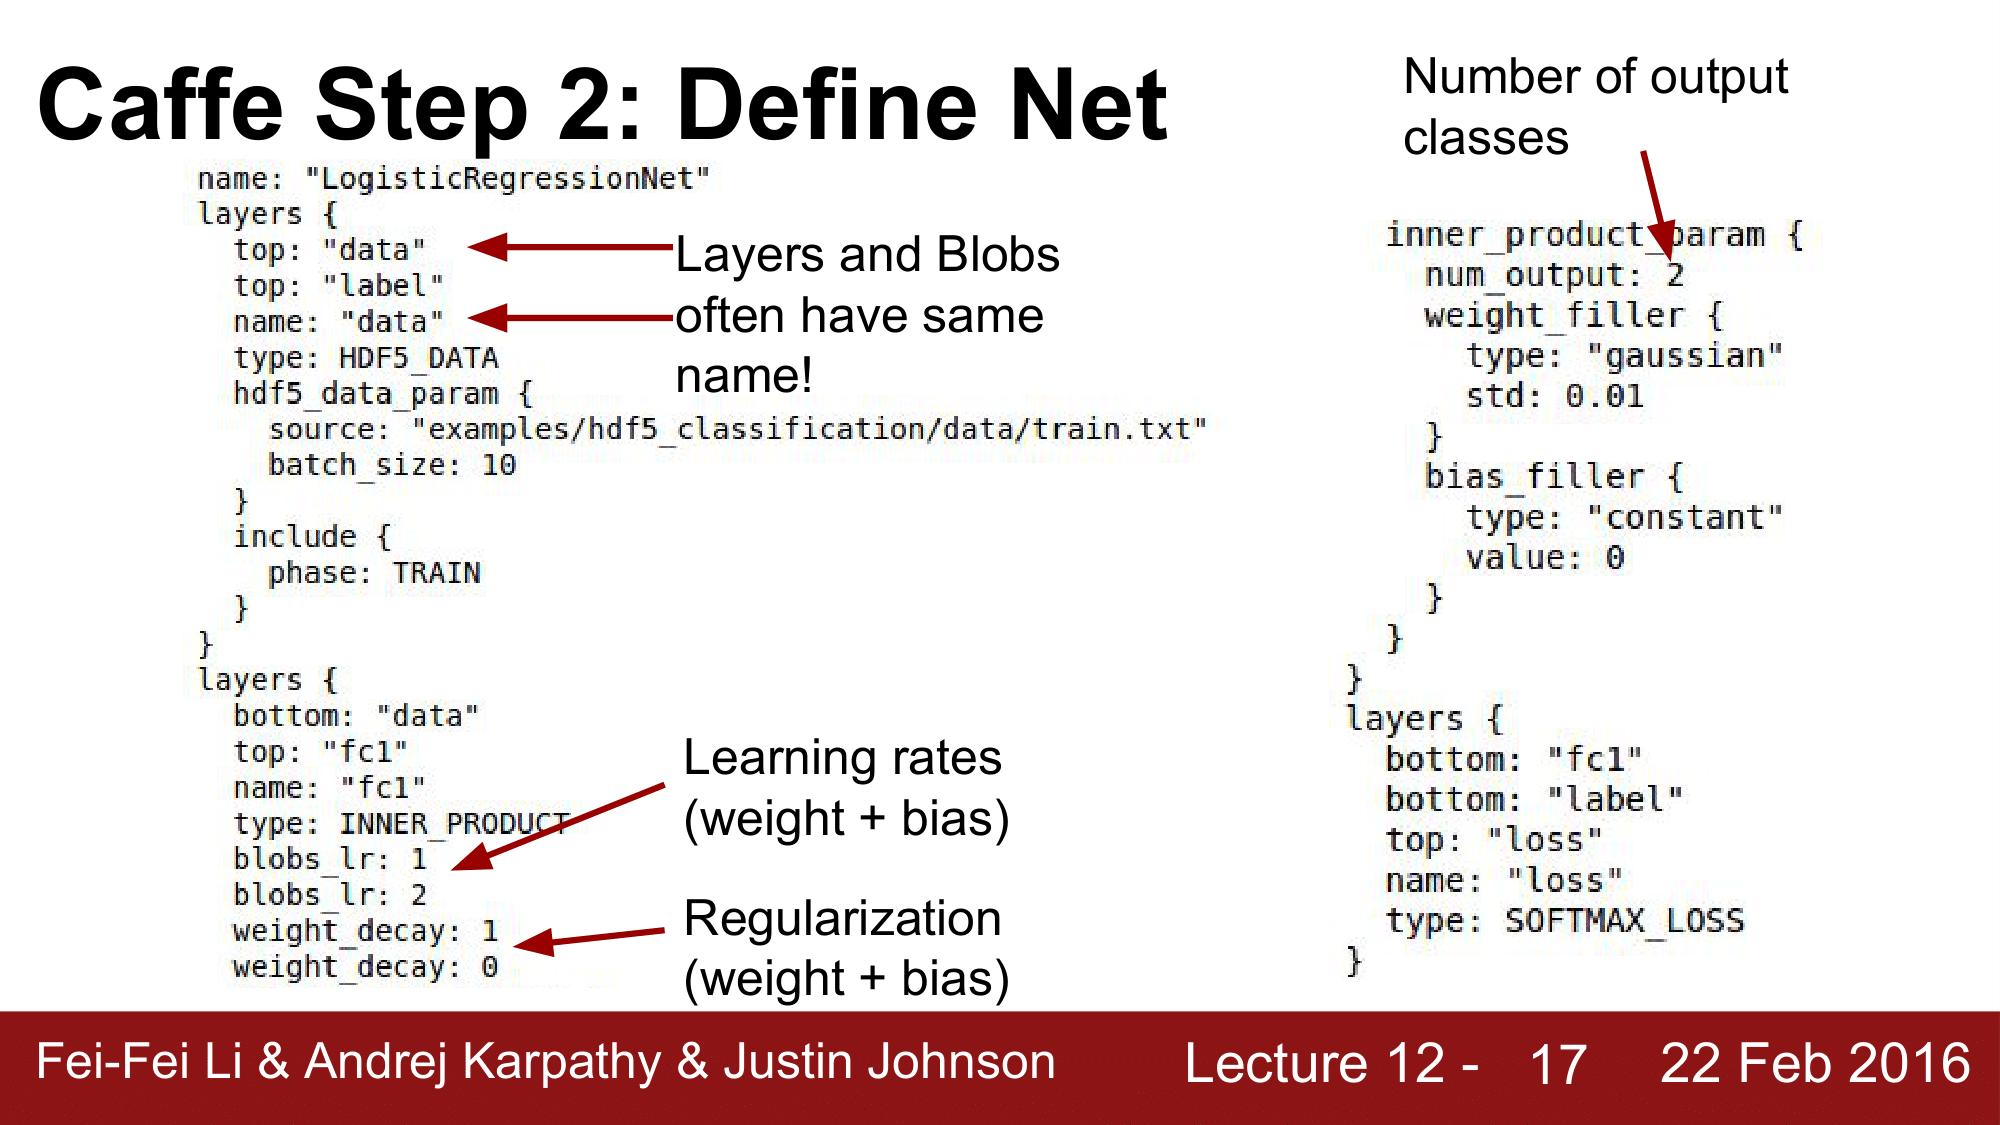 Caffe Step 2: Define Net
name: "LogisticRegressionNet"
layers {
top: "data"
top: "label"
name: "data"
type: HDF5_DATA
hdf5_data_param {
source: "examples/hdf5_classification/data/train.txt"
batch_size: 10
}
include {
phase: TRAIN
}
}
layers {
bottom: "data"
top: "fc1"
name: "fc1"
type: INNER_PRODUCT
blobs_lr: 1
blobs_lr: 2
weight_decay: 1
weight_decay: 0
Layers and Blobs
often have same
name!
Learning rates
(weight + bias)
Regularization
(weight + bias)
Number of output
classes
inner_product_param {
num_output: 2
weight_filler {
type: "gaussian"
std: 0.01
}
bias_filler {
type: "constant"
value: 0
}
}
}
layers {
bottom: "fc1"
bottom: "label"
top: "loss"
name: "loss"
type: SOFTMAX_LOSS
}
Fei-Fei Li & Andrej Karpathy & Justin Johnson
Lecture 12 - 17
22 Feb 2016